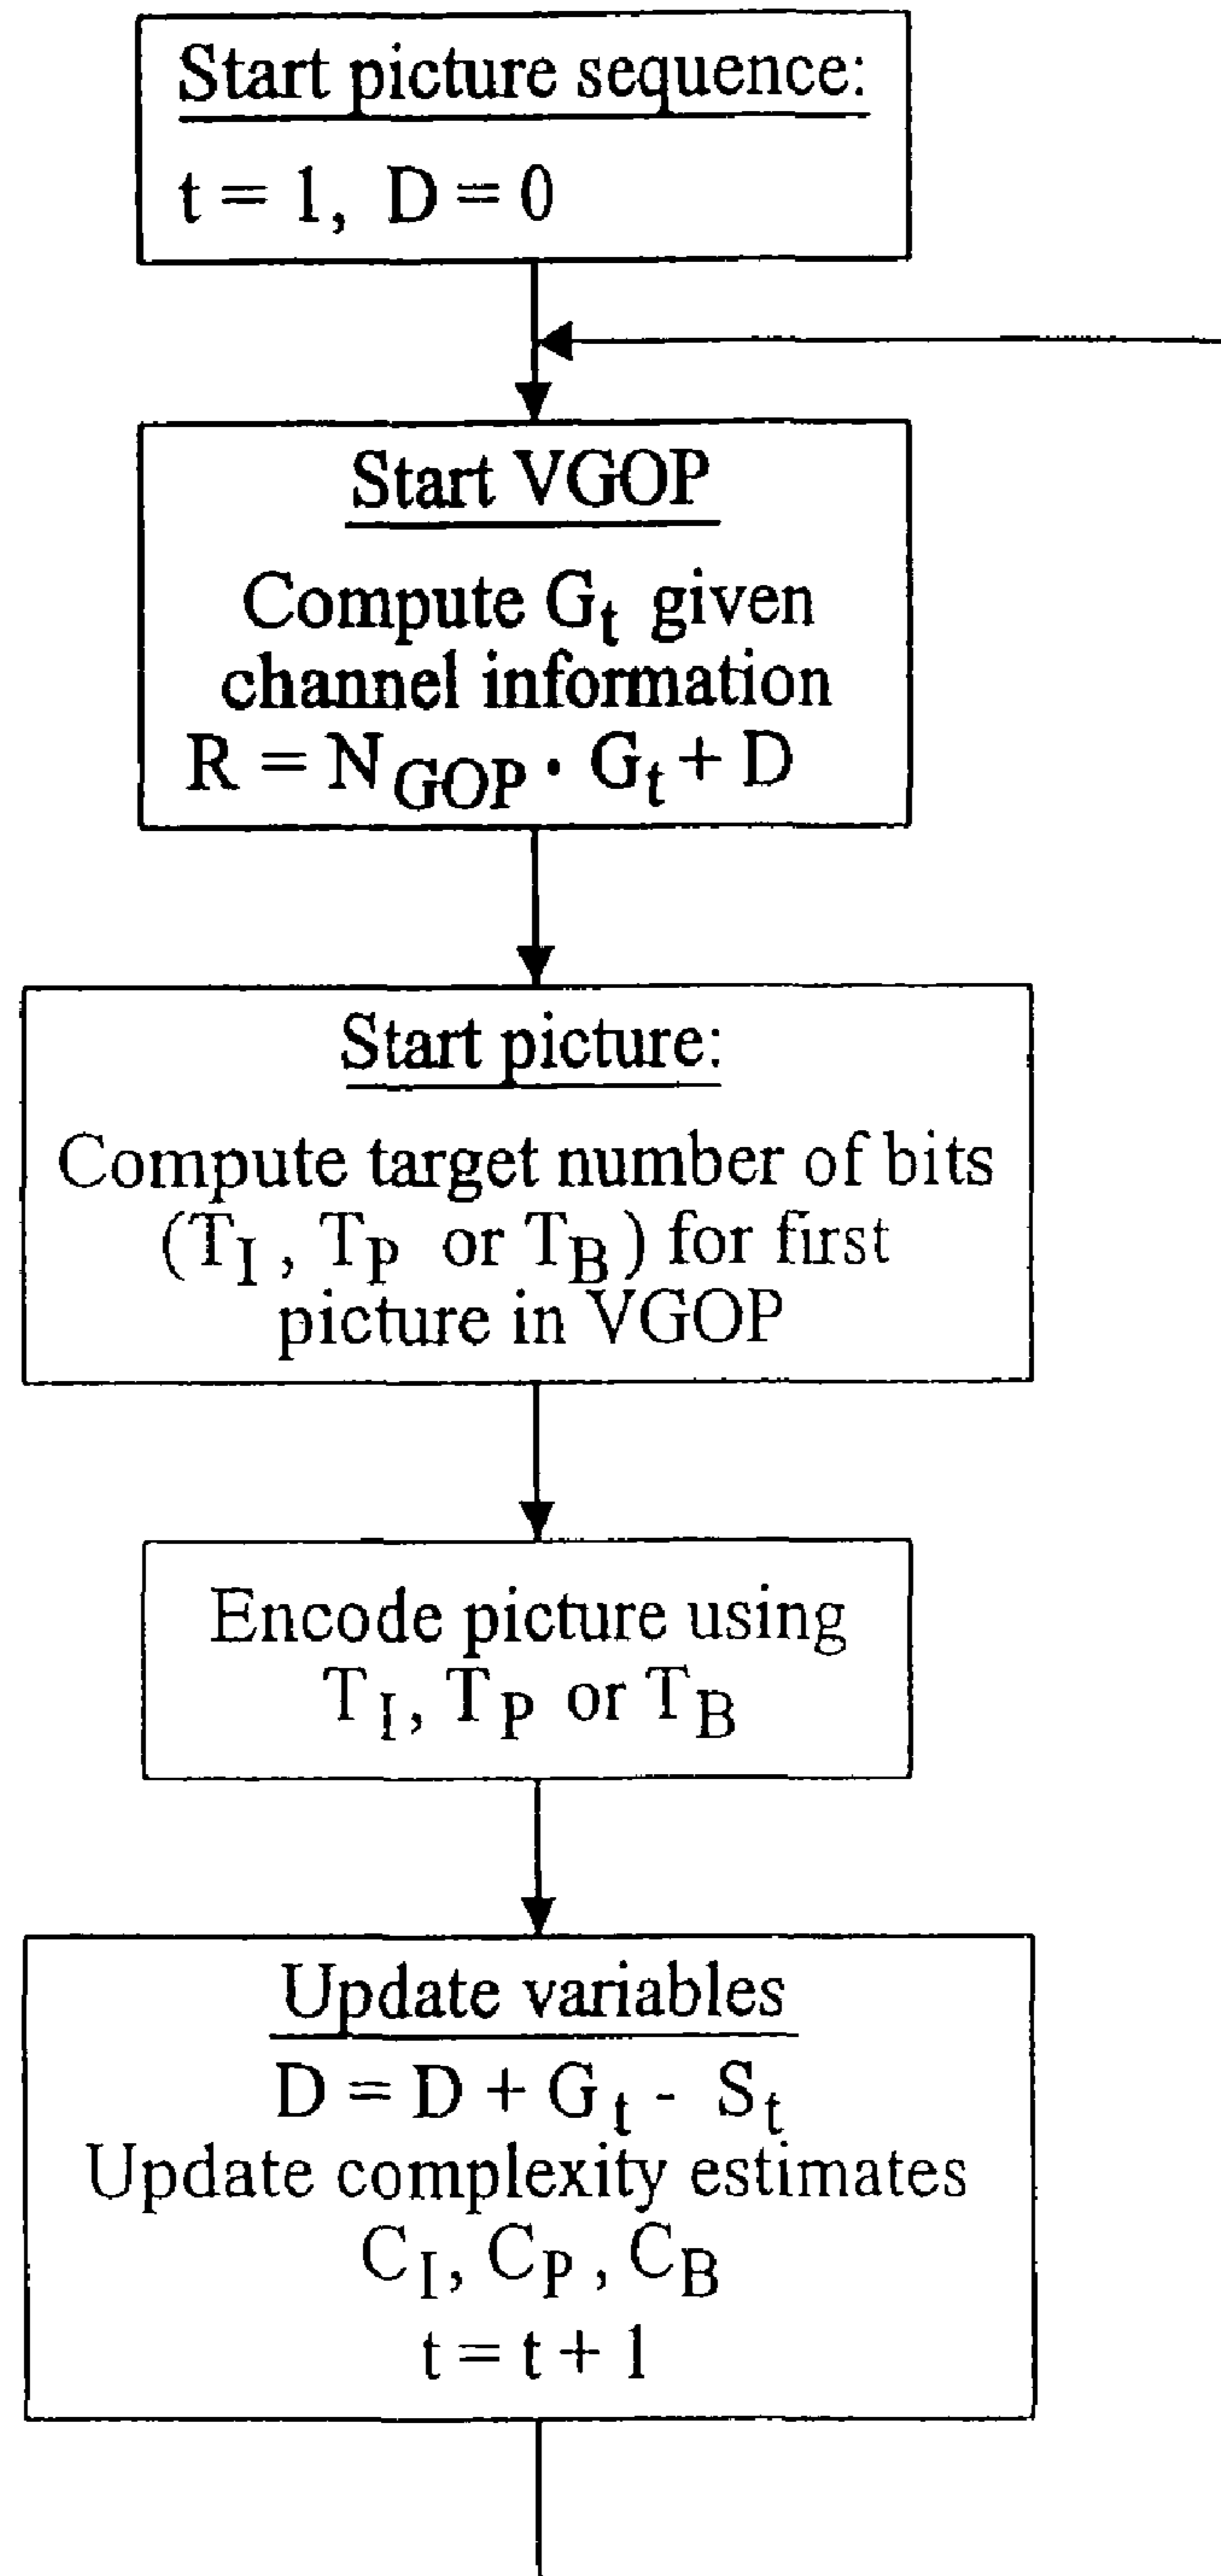 Start picture sequence:
t = 1, D = 0
Start VGOP
Compute G_t given
channel information
R = N_GOP · G_t + D
Start picture:
Compute target number of bits
(T_I , T_P or T_B ) for first
picture in VGOP
Encode picture using
T_I, T_P or T_B
Update variables
D = D + G_t - S_t
Update complexity estimates
C_I, C_P , C_B
t = t + 1